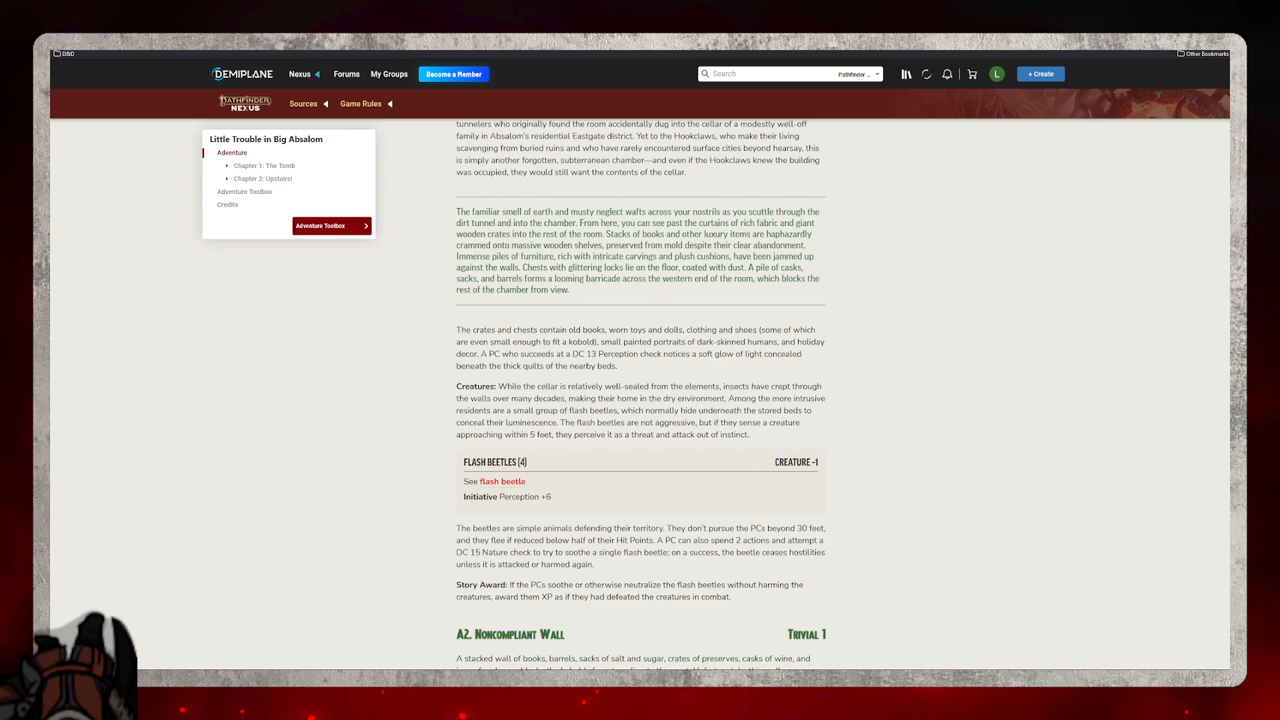 D&D
Other Bookmarks
DEMIPLANE
Nexus
Forums
My Groups
Become a Member
Search
Pathfinder ...
L
+ Create
PATHFINDER
NEXUS
Sources
Game Rules
Little Trouble in Big Absalom
Adventure
Chapter 1: The Tomb
Chapter 2: Upstairs!
Adventure Toolbox
Credits
Adventure Toolbox
tunnelers who originally found the room accidentally dug into the cellar of a modestly well-off
family in Absalom's residential Eastgate district. Yet to the Hookclaws, who make their living
scavenging from buried ruins and who have rarely encountered surface cities beyond hearsay, this
is simply another forgotten, subterranean chamber—and even if the Hookclaws knew the building
was occupied, they would still want the contents of the cellar.
The familiar smell of earth and musty neglect wafts across your nostrils as you scuttle through the
dirt tunnel and into the chamber. From here, you can see past the curtains of rich fabric and giant
wooden crates into the rest of the room. Stacks of books and other luxury items are haphazardly
crammed onto massive wooden shelves, preserved from mold despite their clear abandonment.
Immense piles of furniture, rich with intricate carvings and plush cushions, have been jammed up
against the walls. Chests with glittering locks lie on the floor, coated with dust. A pile of casks,
sacks, and barrels forms a looming barricade across the western end of the room, which blocks the
rest of the chamber from view.
The crates and chests contain old books, worn toys and dolls, clothing and shoes (some of which
are even small enough to fit a kobold), small painted portraits of dark-skinned humans, and holiday
decor. A PC who succeeds at a DC 13 Perception check notices a soft glow of light concealed
beneath the thick quilts of the nearby beds.
Creatures: While the cellar is relatively well-sealed from the elements, insects have crept through
the walls over many decades, making their home in the dry environment. Among the more intrusive
residents are a small group of flash beetles, which normally hide underneath the stored beds to
conceal their luminescence. The flash beetles are not aggressive, but if they sense a creature
approaching within 5 feet, they perceive it as a threat and attack out of instinct.
FLASH BEETLES (4) CREATURE -1
See flash beetle
Initiative Perception +6
The beetles are simple animals defending their territory. They don't pursue the PCs beyond 30 feet,
and they flee if reduced below half of their Hit Points. A PC can also spend 2 actions and attempt a
DC 15 Nature check to try to soothe a single flash beetle; on a success, the beetle ceases hostilities
unless it is attacked or harmed again.
Story Award: If the PCs soothe or otherwise neutralize the flash beetles without harming the
creatures, award them XP as if they had defeated the creatures in combat.
A2. Noncompliant Wall Trivial 1
A stacked wall of books, barrels, sacks of salt and sugar, crates of preserves, casks of wine, and